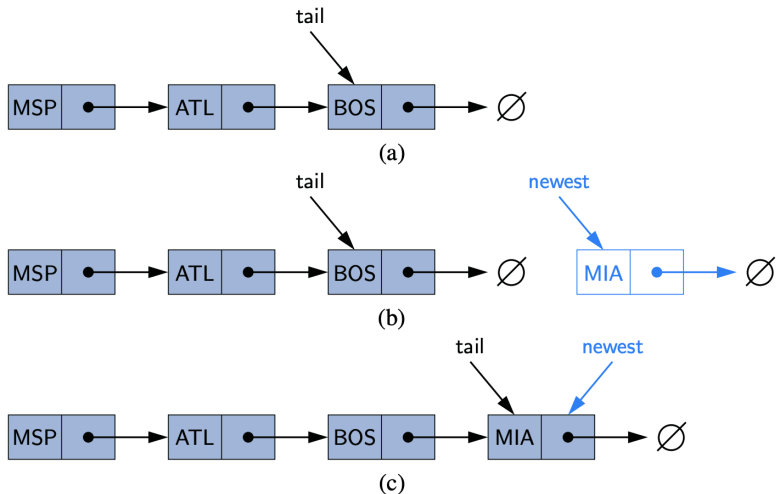 tail
MSP ATL BOS ∅
(a)
tail newest
MSP ATL BOS ∅ MIA ∅
(b)
tail newest
MSP ATL BOS MIA ∅
(c)